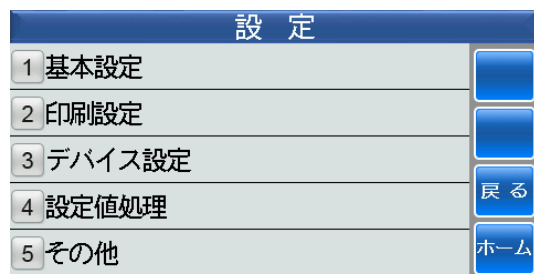 設 定
1 基本設定
2 印刷設定
3 デバイス設定
4 設定値処理
5 その他
戻 る
ホーム